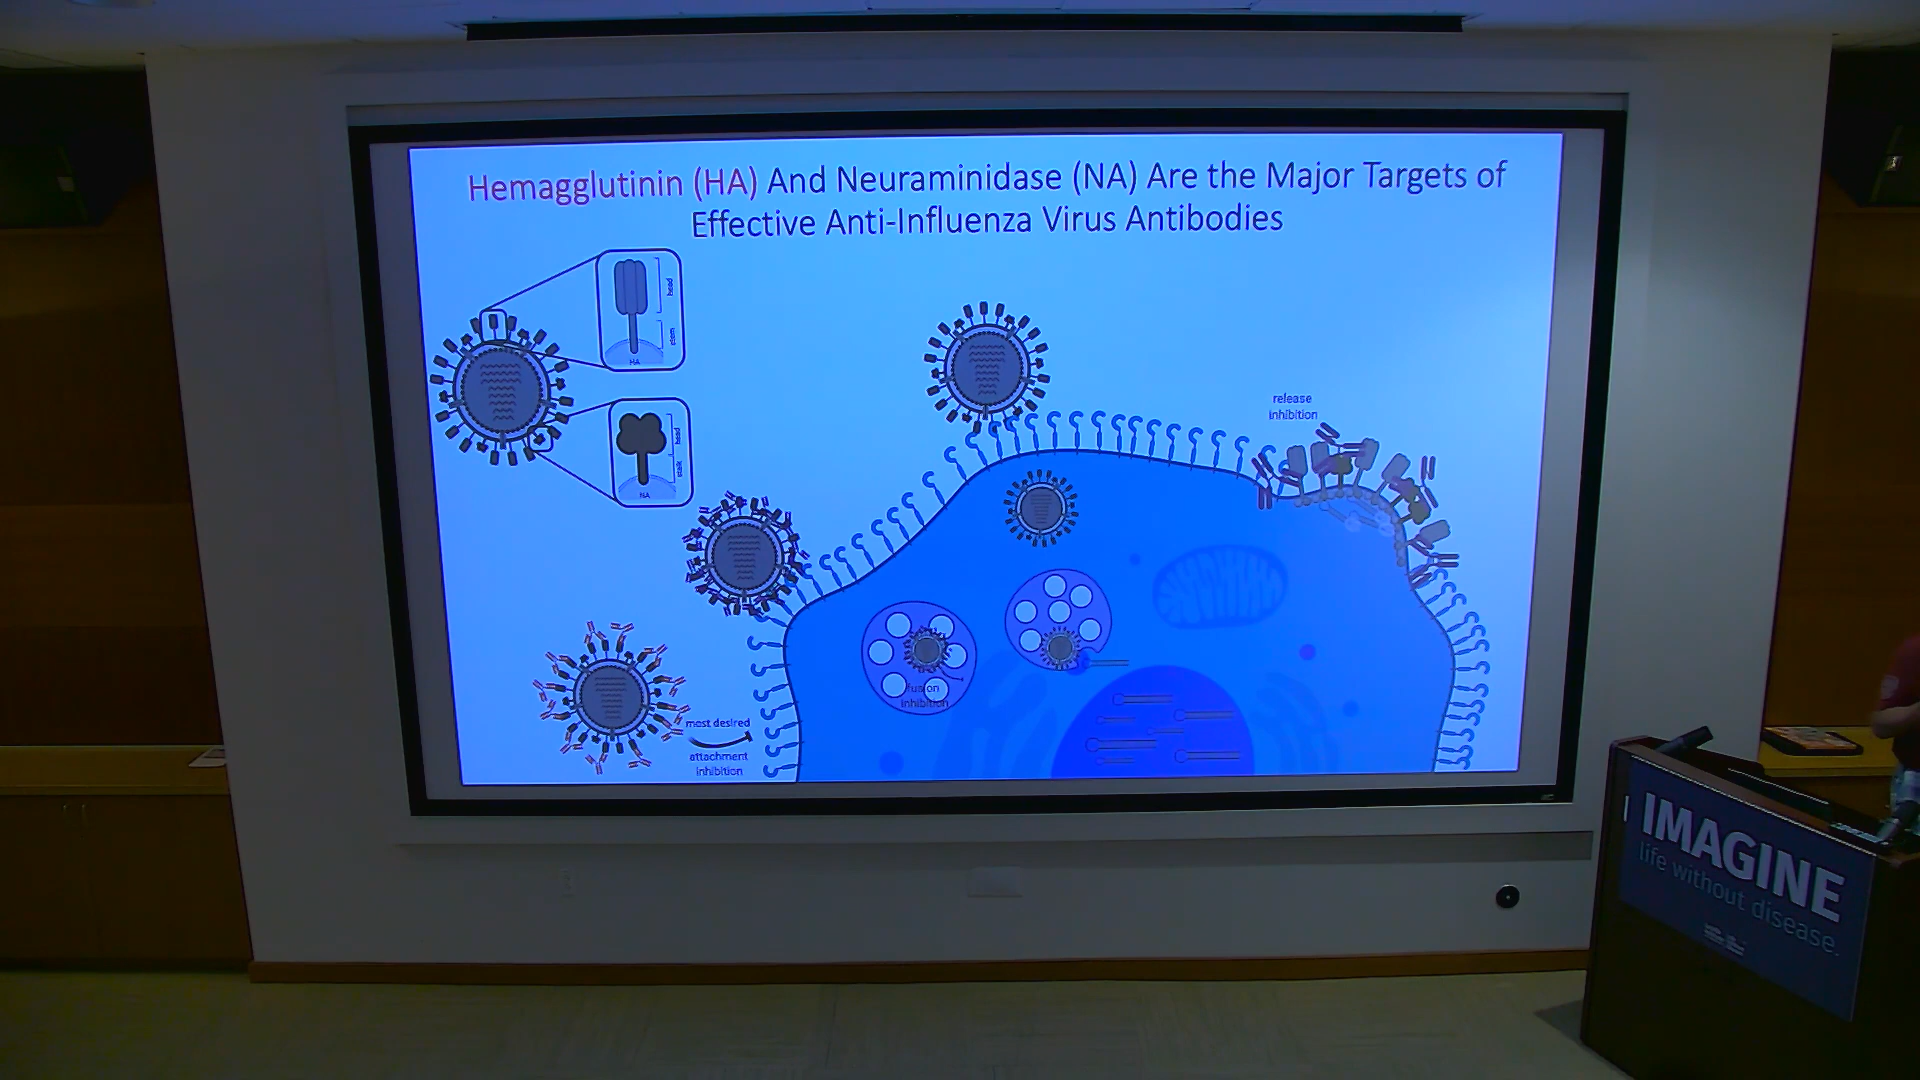 Hemagglutinin (HA) And Neuraminidase (NA) Are the Major Targets of
Effective Anti-Influenza Virus Antibodies
head
stem
HA
head
stalk
NA
release
inhibition
fusion
inhibition
most desired
attachment
inhibition
IMAGINE
life without disease.